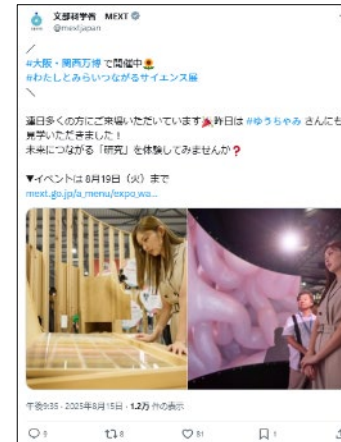 文部科学省 MEXT
@mextjapan
／
#大阪・関西万博 で開催中🌻
#わたしとみらいつながるサイエンス展
＼
連日多くの方にご来場いただいています🎉昨日は #ゆうちゃみ さんにも
見学いただきました！
未来につながる「研究」を体験してみませんか❓
▼イベントは 8月19日（火）まで
mext.go.jp/a_menu/expo_wa...
午後9:35 · 2025年8月15日 · 1.2万 件の表示
9
8
81
1